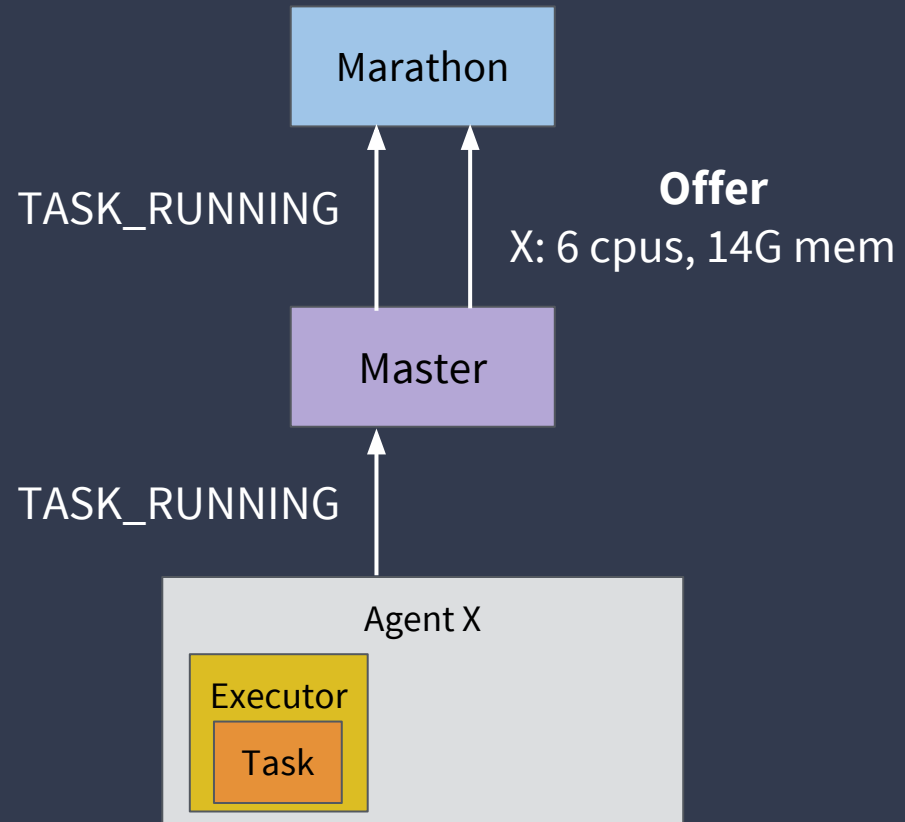 Marathon
TASK_RUNNING
Offer
X: 6 cpus, 14G mem
Master
TASK_RUNNING
Agent X
Executor
Task